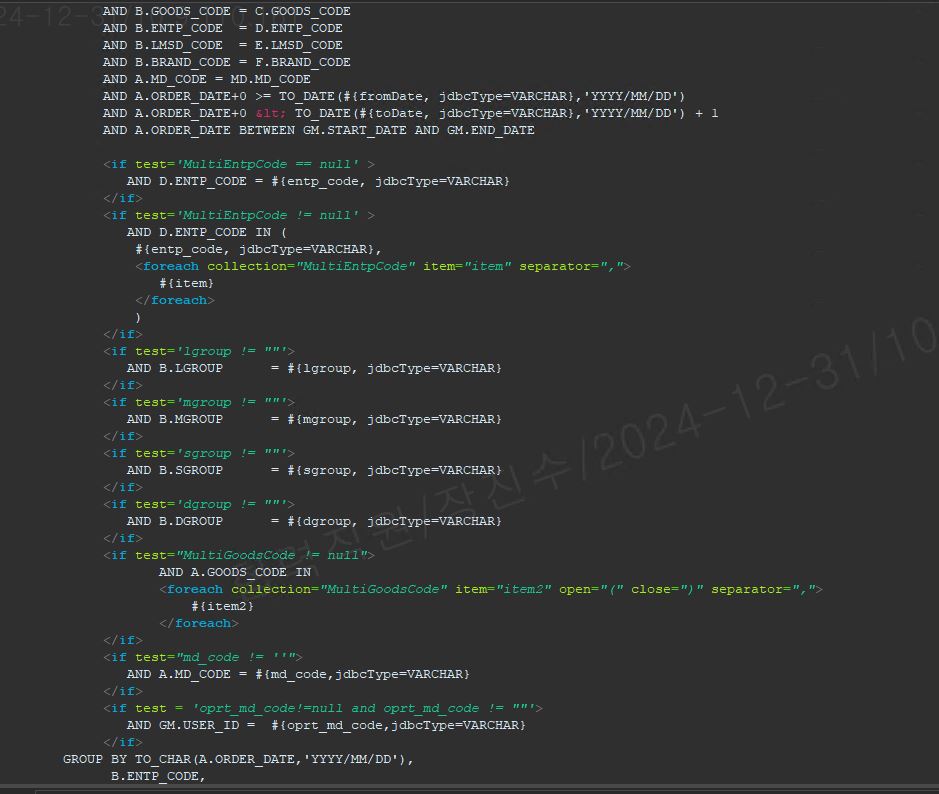 AND B.GOODS_CODE = C.GOODS_CODE
AND B.ENTP_CODE  = D.ENTP_CODE
AND B.LMSD_CODE  = E.LMSD_CODE
AND B.BRAND_CODE = F.BRAND_CODE
AND A.MD_CODE = MD.MD_CODE
AND A.ORDER_DATE+0 >= TO_DATE(#{fromDate, jdbcType=VARCHAR},'YYYY/MM/DD')
AND A.ORDER_DATE+0 &lt; TO_DATE(#{toDate, jdbcType=VARCHAR},'YYYY/MM/DD') + 1
AND A.ORDER_DATE BETWEEN GM.START_DATE AND GM.END_DATE
<if test='MultiEntpCode == null' >
AND D.ENTP_CODE = #{entp_code, jdbcType=VARCHAR}
</if>
<if test='MultiEntpCode != null' >
AND D.ENTP_CODE IN (
#{entp_code, jdbcType=VARCHAR},
<foreach collection="MultiEntpCode" item="item" separator=",">
#{item}
</foreach>
)
</if>
<if test='lgroup != ""'>
AND B.LGROUP      = #{lgroup, jdbcType=VARCHAR}
</if>
<if test='mgroup != ""'>
AND B.MGROUP      = #{mgroup, jdbcType=VARCHAR}
</if>
<if test='sgroup != ""'>
AND B.SGROUP      = #{sgroup, jdbcType=VARCHAR}
</if>
<if test='dgroup != ""'>
AND B.DGROUP      = #{dgroup, jdbcType=VARCHAR}
</if>
<if test="MultiGoodsCode != null">
AND A.GOODS_CODE IN
<foreach collection="MultiGoodsCode" item="item2" open="(" close=")" separator=",">
#{item2}
</foreach>
</if>
<if test="md_code != ''">
AND A.MD_CODE = #{md_code,jdbcType=VARCHAR}
</if>
<if test = 'oprt_md_code!=null and oprt_md_code != ""'>
AND GM.USER_ID =  #{oprt_md_code,jdbcType=VARCHAR}
</if>
GROUP BY TO_CHAR(A.ORDER_DATE,'YYYY/MM/DD'),
B.ENTP_CODE,
/장진수/2024-12-31/10